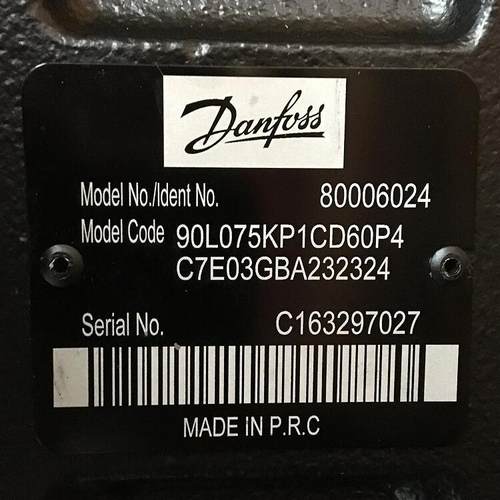 Danfoss
Model No./Ident No. 80006024
Model Code 90L075KP1CD60P4
C7E03GBA232324
Serial No. C163297027
MADE IN P.R.C